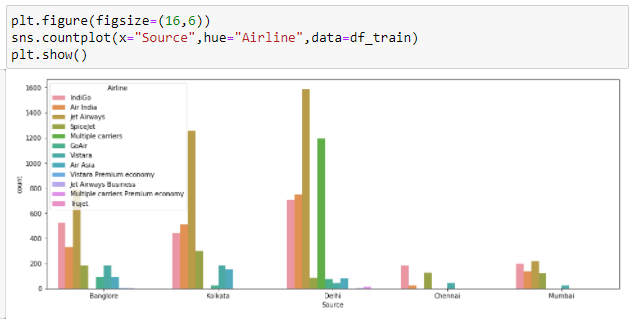 plt.figure(figsize=(16,6))
sns.countplot(x="Source",hue="Airline",data=df_train)
plt.show()
Airline
IndiGo
Air India
Jet Airways
SpiceJet
Multiple carriers
GoAir
Vistara
Air Asia
Vistara Premium economy
Jet Airways Business
Multiple carriers Premium economy
Trujet
1600
1400
1200
1000
800
600
400
200
0
count
Banglore
Kolkata
Delhi
Chennai
Mumbai
Source